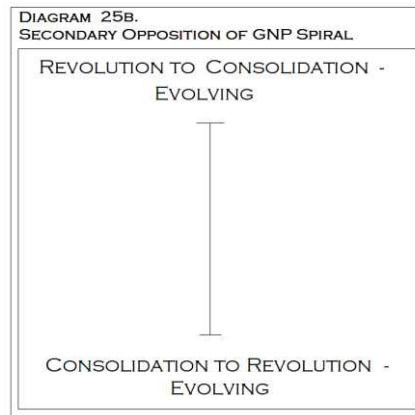 DIAGRAM 25B.
SECONDARY OPPOSITION OF GNP SPIRAL
REVOLUTION TO CONSOLIDATION -
EVOLVING
CONSOLIDATION TO REVOLUTION -
EVOLVING